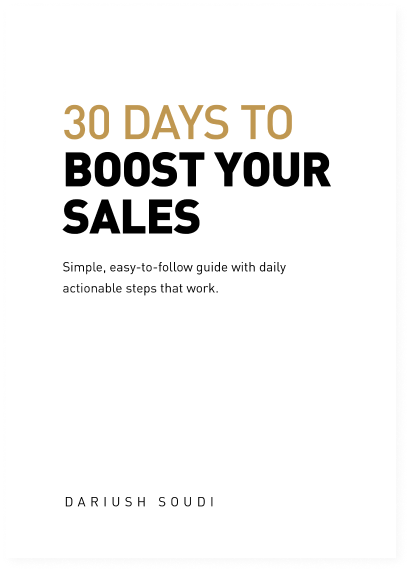 30 DAYS TO
BOOST YOUR
SALES
Simple, easy-to-follow guide with daily
actionable steps that work.
DARIUSH SOUDI